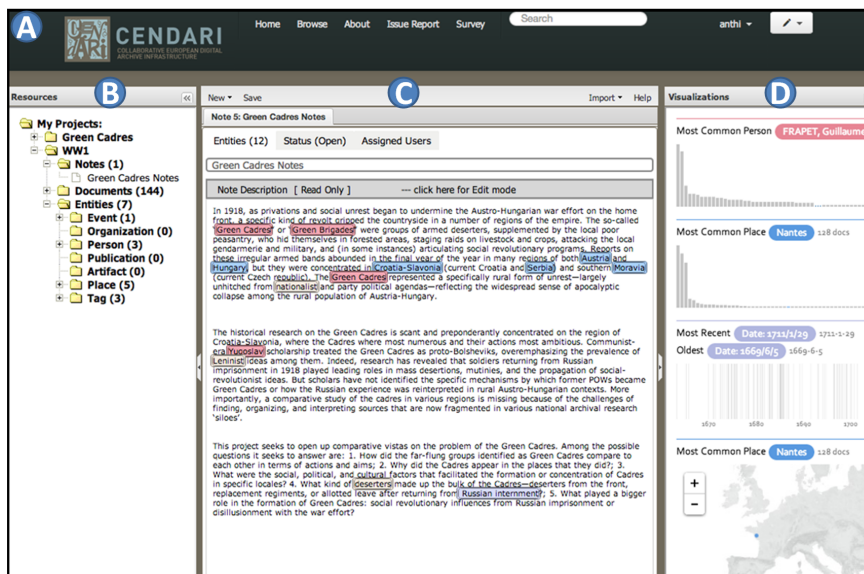 A
CENDARI
COLLABORATIVE EUROPEAN DIGITAL
ARCHIVE INFRASTRUCTURE
Home Browse About Issue Report Survey
Search
anthi
Resources
B
My Projects:
Green Cadres
WW1
Notes (1)
Green Cadres Notes
Documents (144)
Entities (7)
Event (1)
Organization (0)
Person (3)
Publication (0)
Artifact (0)
Place (5)
Tag (3)
C
New Save Import Help
Note 5: Green Cadres Notes
Entities (12) Status (Open) Assigned Users
Green Cadres Notes
Note Description [ Read Only ] --- click here for Edit mode
In 1918, as privations and social unrest began to undermine the Austro-Hungarian war effort on the home
front, a specific kind of revolt gripped the countryside in a number of regions of the empire. The so-called
'Green Cadres' or 'Green Brigades' were groups of armed deserters, supplemented by the local poor
peasantry, who hid themselves in forested areas, staging raids on livestock and crops, attacking the local
gendarmerie and military, and (in some instances) articulating social revolutionary programs. Reports on
these irregular armed bands abounded in the final year of the year in many regions of both Austria and
Hungary, but they were concentrated in Croatia-Slavonia (current Croatia and Serbia) and southern Moravia
(current Czech republic). The Green Cadres represented a specifically rural form of unrest—largely
unhitched from nationalist and party political agendas—reflecting the widespread sense of apocalyptic
collapse among the rural population of Austria-Hungary.
The historical research on the Green Cadres is scant and preponderantly concentrated on the region of
Croatia-Slavonia, where the Cadres where most numerous and their actions most ambitious. Communist-
era Yugoslav scholarship treated the Green Cadres as proto-Bolsheviks, overemphasizing the prevalence of
Leninist ideas among them. Indeed, research has revealed that soldiers returning from Russian
imprisonment in 1918 played leading roles in mass desertions, mutinies, and the propagation of social-
revolutionist ideas. But scholars have not identified the specific mechanisms by which former POWs became
Green Cadres or how the Russian experience was reinterpreted in rural Austro-Hungarian contexts. More
importantly, a comparative study of the cadres in various regions is missing because of the challenges of
finding, organizing, and interpreting sources that are now fragmented in various national archival research
'siloes'.
This project seeks to open up comparative vistas on the problem of the Green Cadres. Among the possible
questions it seeks to answer are: 1. How did the far-flung groups identified as Green Cadres compare to
each other in terms of actions and aims; 2. Why did the Cadres appear in the places that they did?; 3.
What were the social, political, and cultural factors that facilitated the formation or concentration of Cadres
in specific locales? 4. What kind of deserters made up the bulk of the Cadres—deserters from the front,
replacement regiments, or allotted leave after returning from Russian internment?; 5. What played a bigger
role in the formation of Green Cadres: social revolutionary influences from Russian imprisonment or
disillusionment with the war effort?
Visualizations
D
Most Common Person FRAPET, Guillaume
Most Common Place Nantes 128 docs
Most Recent Date: 1711/1/29 1711-1-29
Oldest Date: 1669/6/5 1669-6-5
1670 1680 1690 1700
Most Common Place Nantes 128 docs
+
−